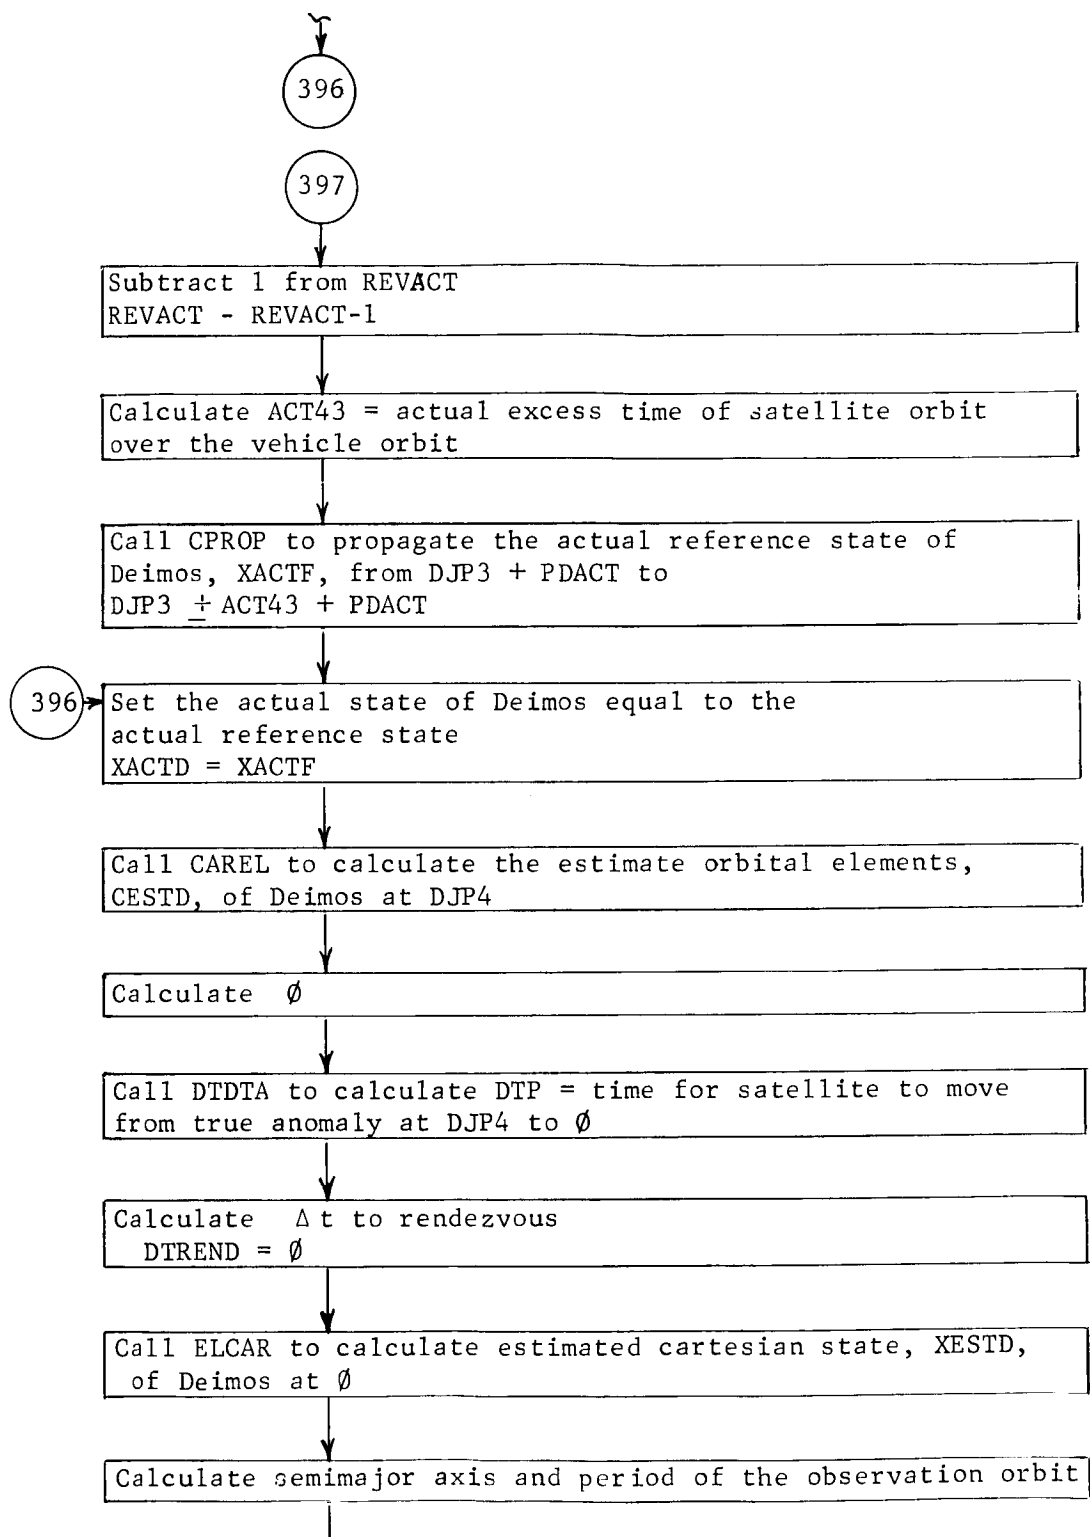 396
397
Subtract 1 from REVACT
REVACT - REVACT-1
Calculate ACT43 = actual excess time of satellite orbit
over the vehicle orbit
Call CPROP to propagate the actual reference state of
Deimos, XACTF, from DJP3 + PDACT to
DJP3 ± ACT43 + PDACT
396
Set the actual state of Deimos equal to the
actual reference state
XACTD = XACTF
Call CAREL to calculate the estimate orbital elements,
CESTD, of Deimos at DJP4
Calculate Ø
Call DTDTA to calculate DTP = time for satellite to move
from true anomaly at DJP4 to Ø
Calculate Δt to rendezvous
DTREND = Ø
Call ELCAR to calculate estimated cartesian state, XESTD,
of Deimos at Ø
Calculate semimajor axis and period of the observation orbit